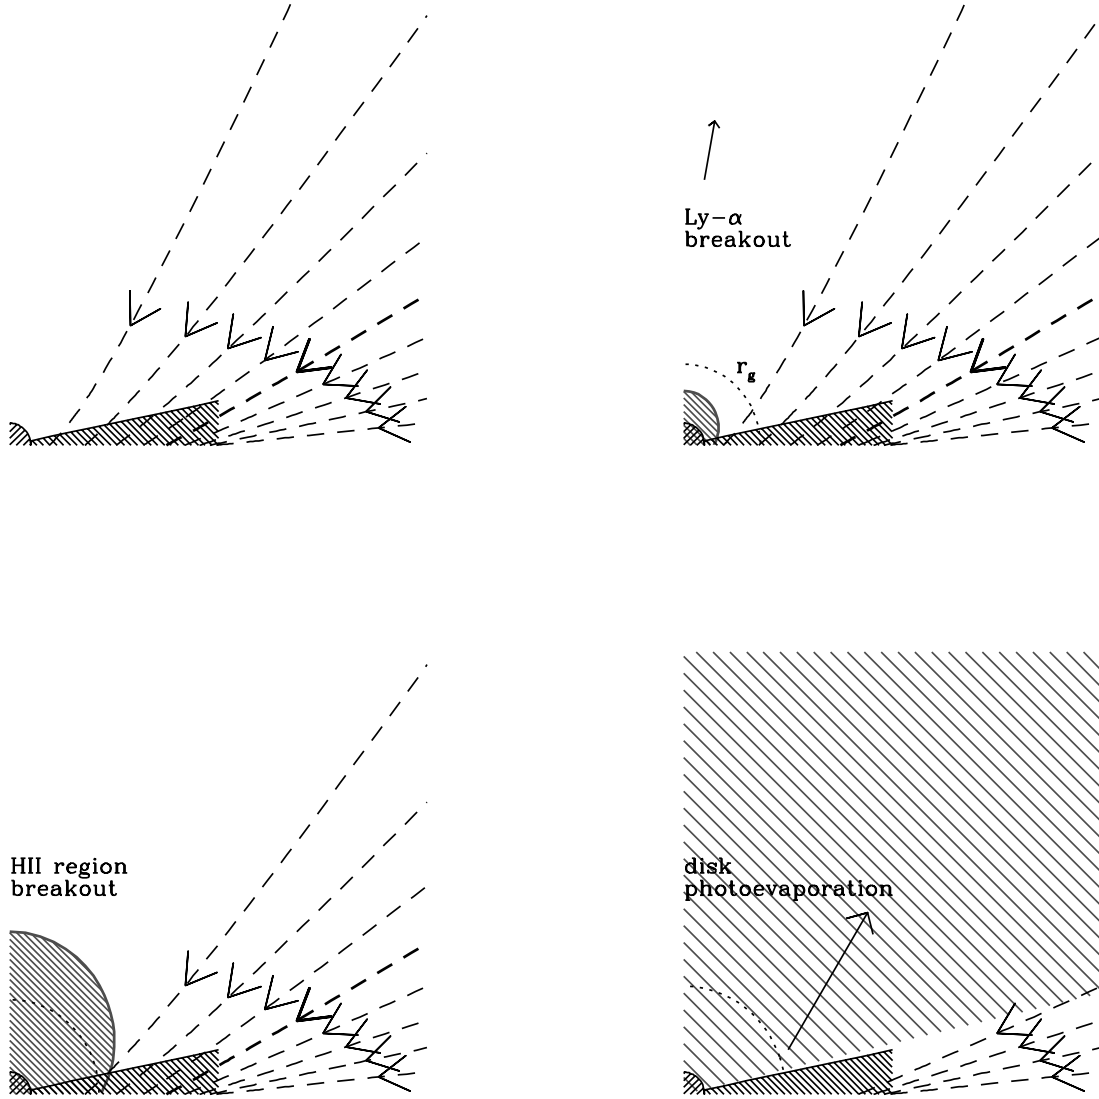 Ly−α
breakout
r_g
HII region
breakout
disk
photoevaporation